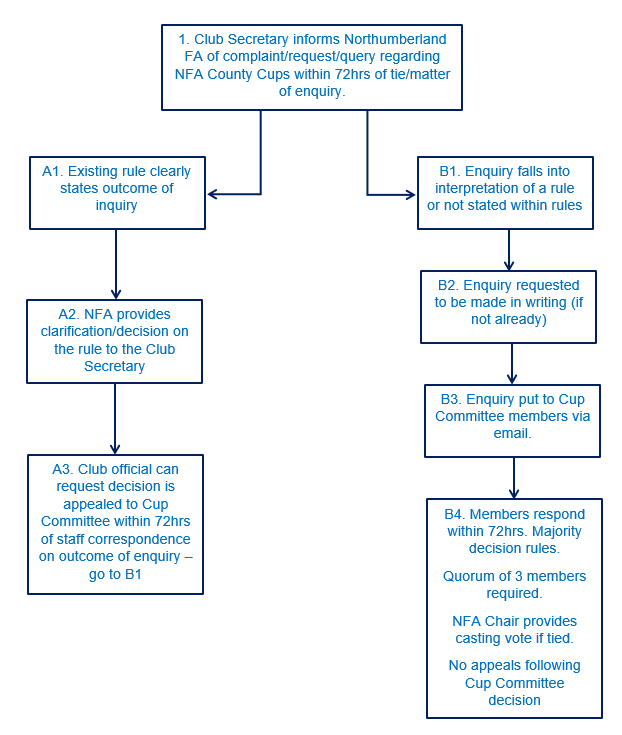 1. Club Secretary informs Northumberland
FA of complaint/request/query regarding
NFA County Cups within 72hrs of tie/matter
of enquiry.
A1. Existing rule clearly
states outcome of
inquiry
A2. NFA provides
clarification/decision on
the rule to the Club
Secretary
A3. Club official can
request decision is
appealed to Cup
Committee within 72hrs
of staff correspondence
on outcome of enquiry –
go to B1
B1. Enquiry falls into
interpretation of a rule
or not stated within rules
B2. Enquiry requested
to be made in writing (if
not already)
B3. Enquiry put to Cup
Committee members via
email.
B4. Members respond
within 72hrs. Majority
decision rules.
Quorum of 3 members
required.
NFA Chair provides
casting vote if tied.
No appeals following
Cup Committee
decision